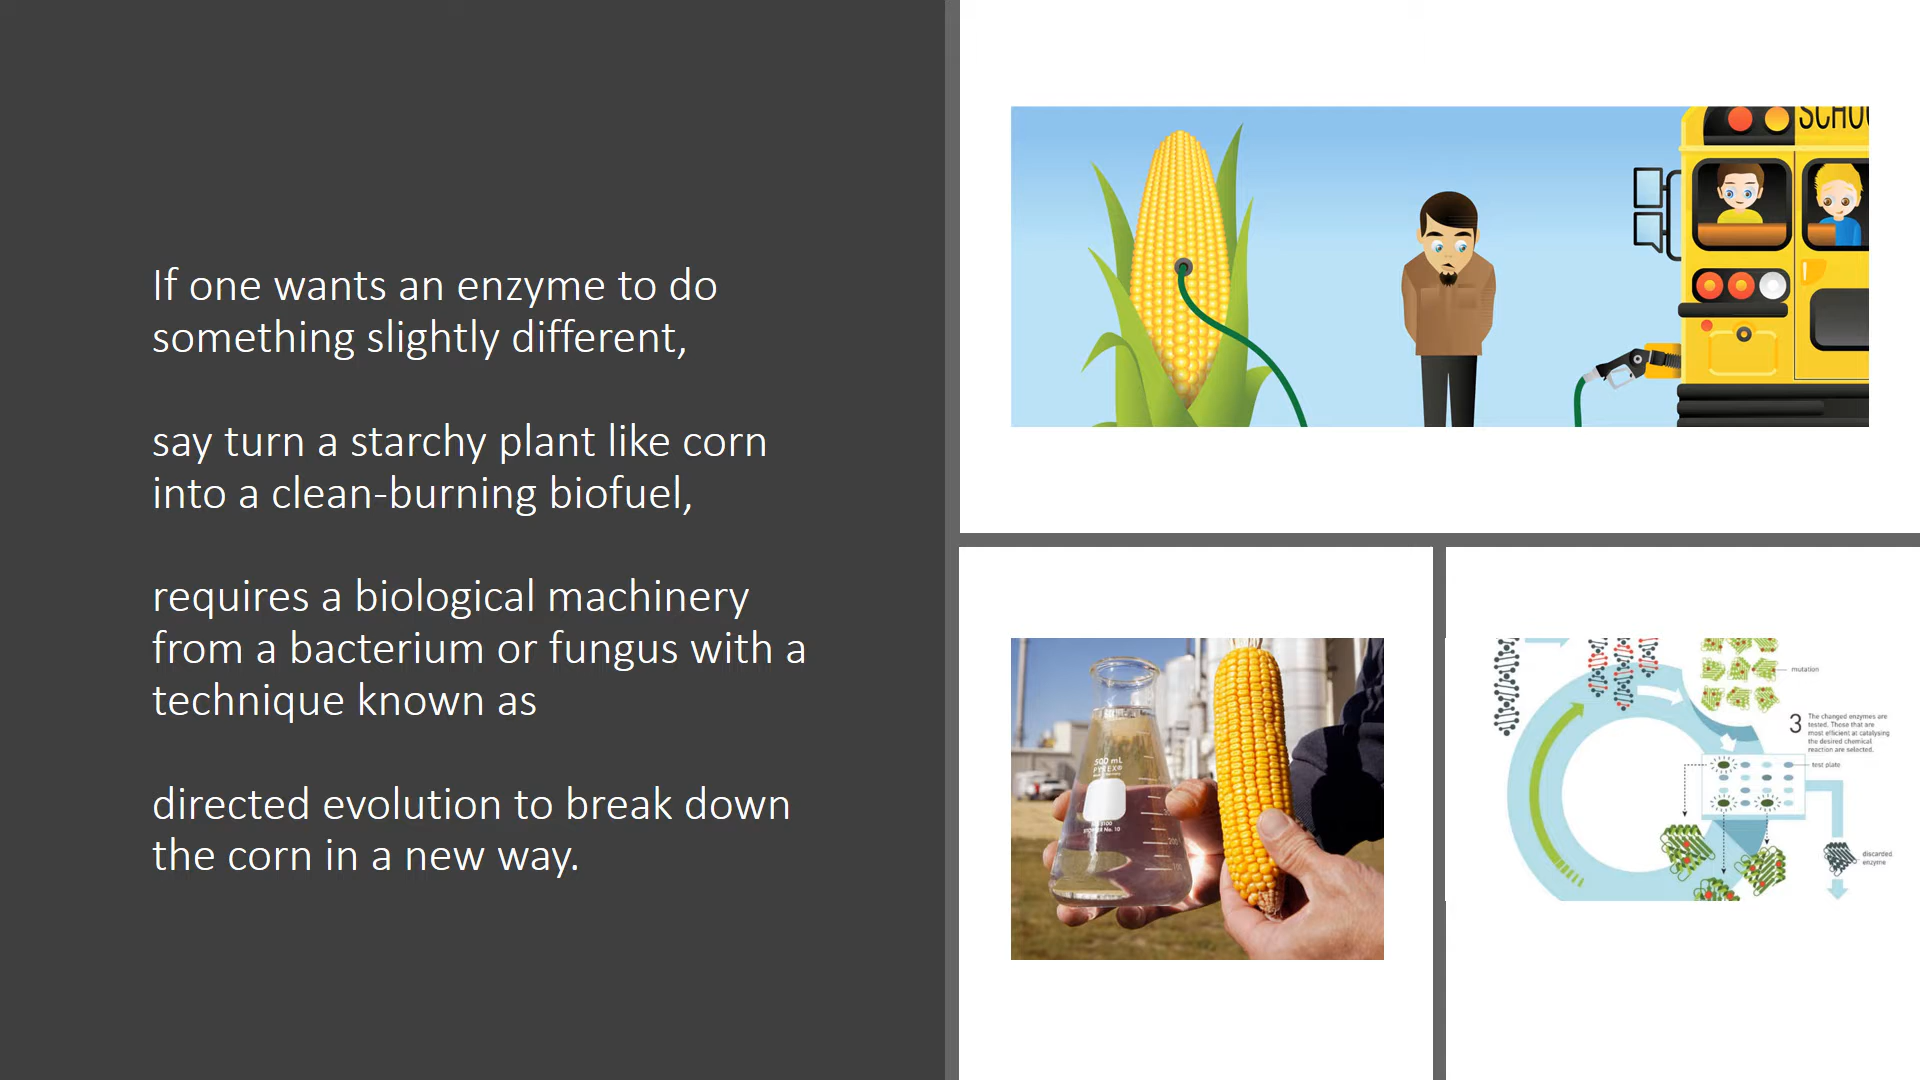 If one wants an enzyme to do
something slightly different,
say turn a starchy plant like corn
into a clean-burning biofuel,
requires a biological machinery
from a bacterium or fungus with a
technique known as
directed evolution to break down
the corn in a new way.
SCHOO
500 mL
PYREX®
mutation
3
The changed enzymes are
tested. Those that are
most efficient at catalysing
the desired chemical
reaction are selected.
test plate
discarded
enzyme